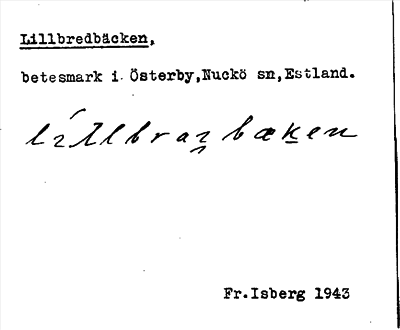 Lillbredbäcken,
betesmark i Österby,Nuckö sn,Estland.
Fr.Isberg 1943